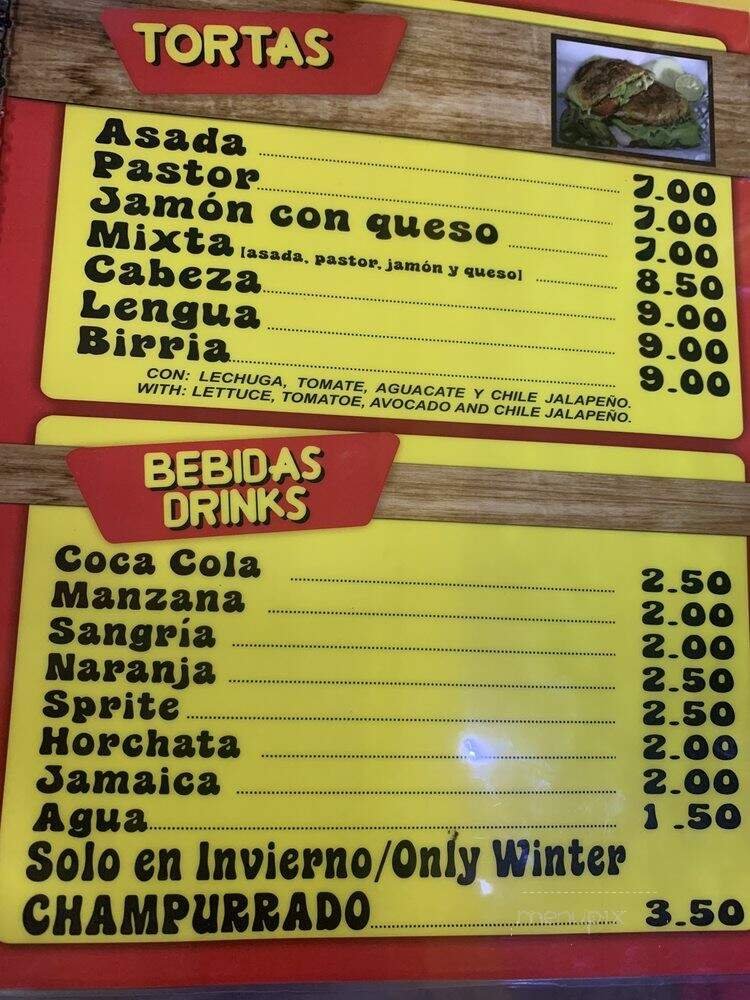 TORTAS
Asada 7.00
Pastor 7.00
Jamón con queso 7.00
Mixta [asada, pastor, jamón y queso] 8.50
Cabeza 9.00
Lengua 9.00
Birria 9.00
CON: LECHUGA, TOMATE, AGUACATE Y CHILE JALAPEÑO.
WITH: LETTUCE, TOMATOE, AVOCADO AND CHILE JALAPEÑO.
BEBIDAS
DRINKS
Coca Cola 2.50
Manzana 2.00
Sangría 2.00
Naranja 2.50
Sprite 2.50
Horchata 2.00
Jamaica 2.00
Agua 1.50
Solo en Invierno/Only Winter
CHAMPURRADO 3.50
menupix